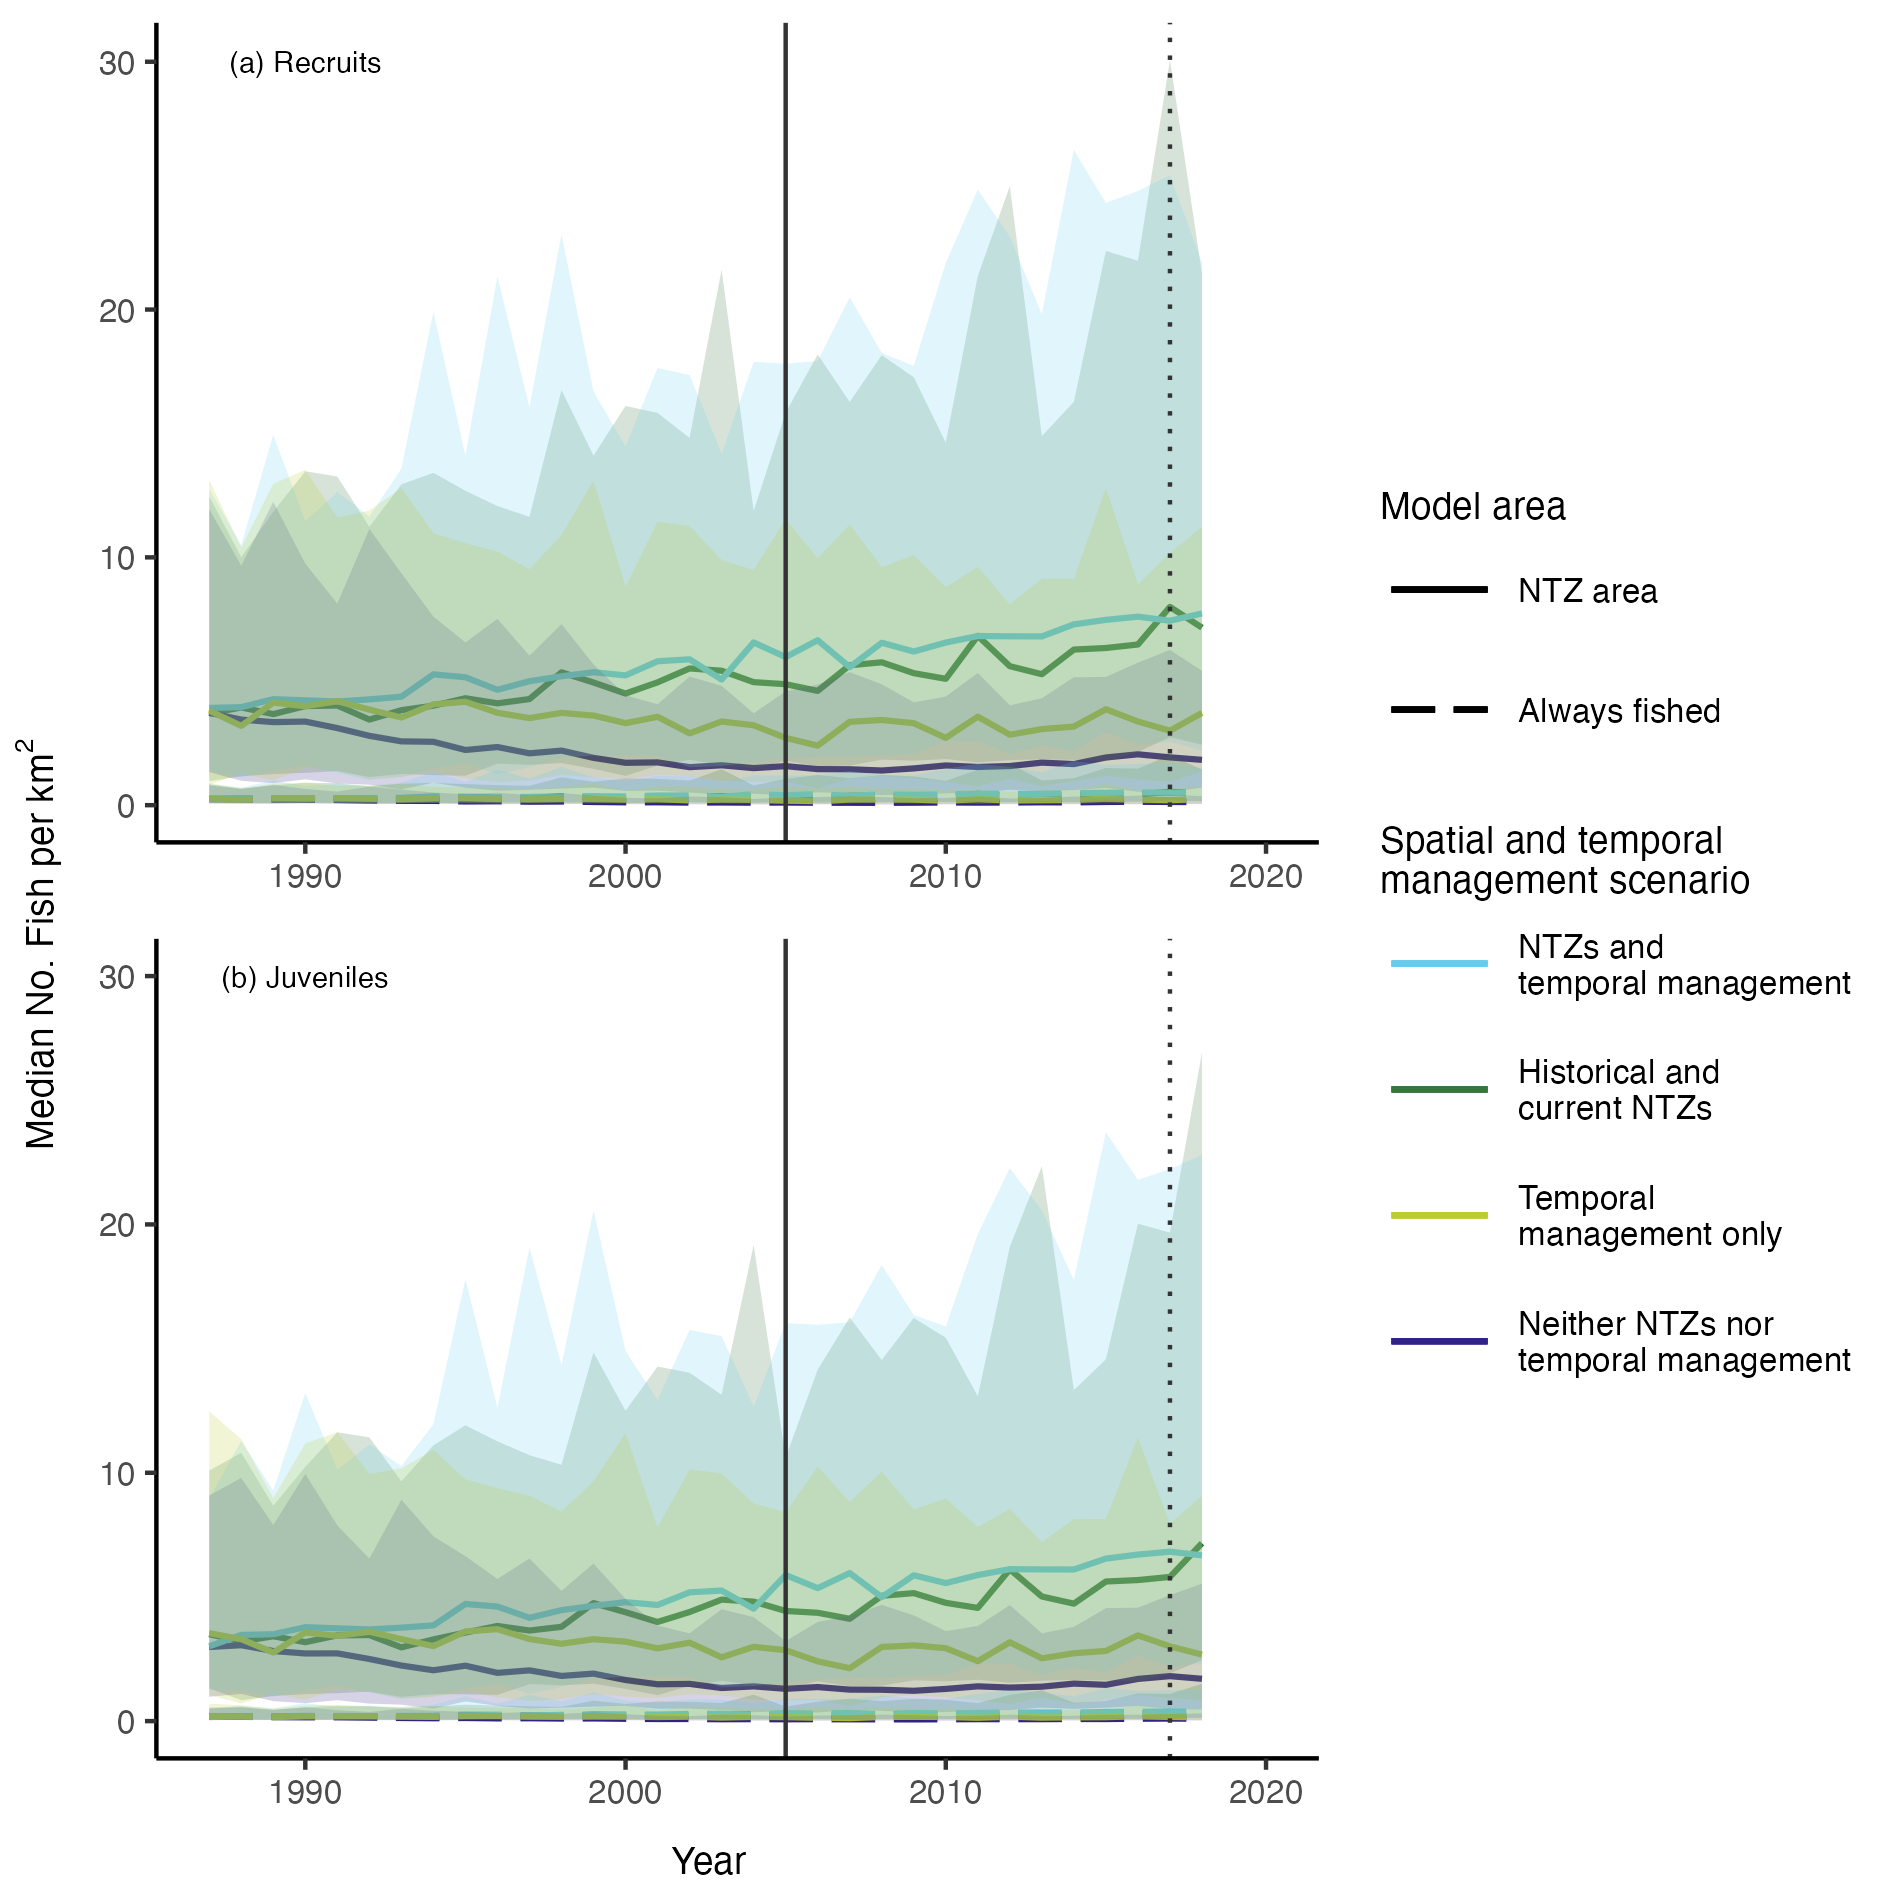 Median No. Fish per km2
30
20
10
0
(a) Recruits
1990 2000 2010 2020
30
20
10
0
(b) Juveniles
1990 2000 2010 2020
Year
Model area
NTZ area
Always fished
Spatial and temporal
management scenario
NTZs and
temporal management
Historical and
current NTZs
Temporal
management only
Neither NTZs nor
temporal management